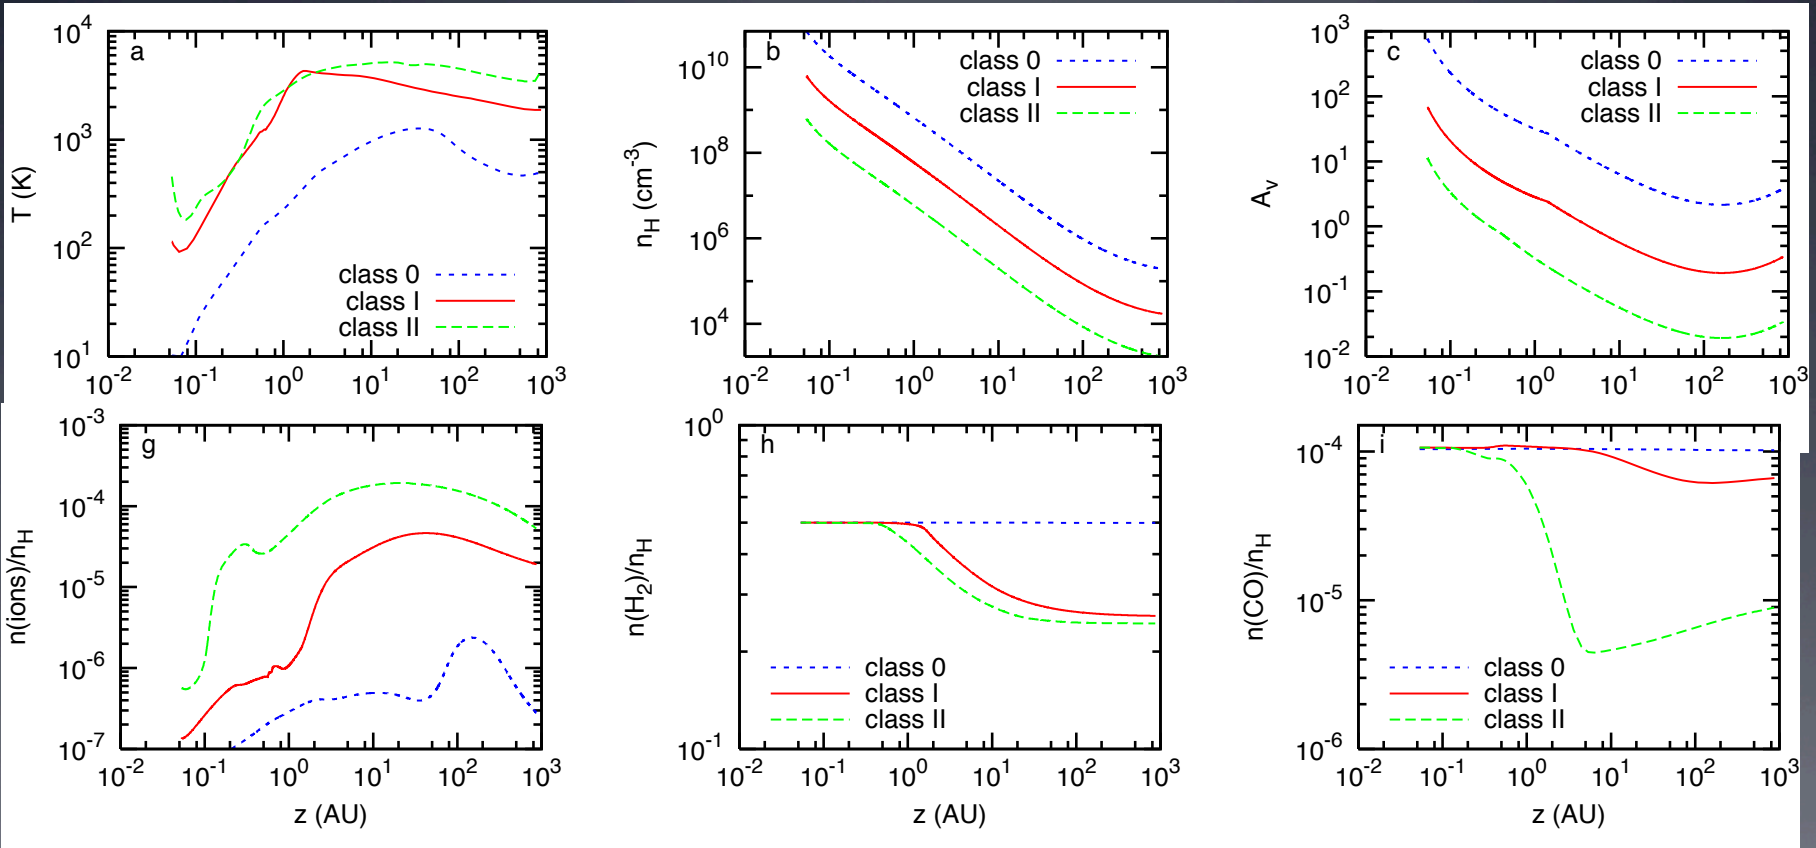 a
T (K)
10^4
10^3
10^2
10^1
class 0
class I
class II
10^-2 10^-1 10^0 10^1 10^2 10^3
b
n_H (cm^-3)
10^10
10^8
10^6
10^4
class 0
class I
class II
10^-2 10^-1 10^0 10^1 10^2 10^3
c
A_v
10^3
10^2
10^1
10^0
10^-1
10^-2
class 0
class I
class II
10^-2 10^-1 10^0 10^1 10^2 10^3
g
n(ions)/n_H
10^-3
10^-4
10^-5
10^-6
10^-7
10^-2 10^-1 10^0 10^1 10^2 10^3
z (AU)
h
n(H_2)/n_H
10^0
10^-1
class 0
class I
class II
10^-2 10^-1 10^0 10^1 10^2 10^3
z (AU)
i
n(CO)/n_H
10^-4
10^-5
10^-6
class 0
class I
class II
10^-2 10^-1 10^0 10^1 10^2 10^3
z (AU)